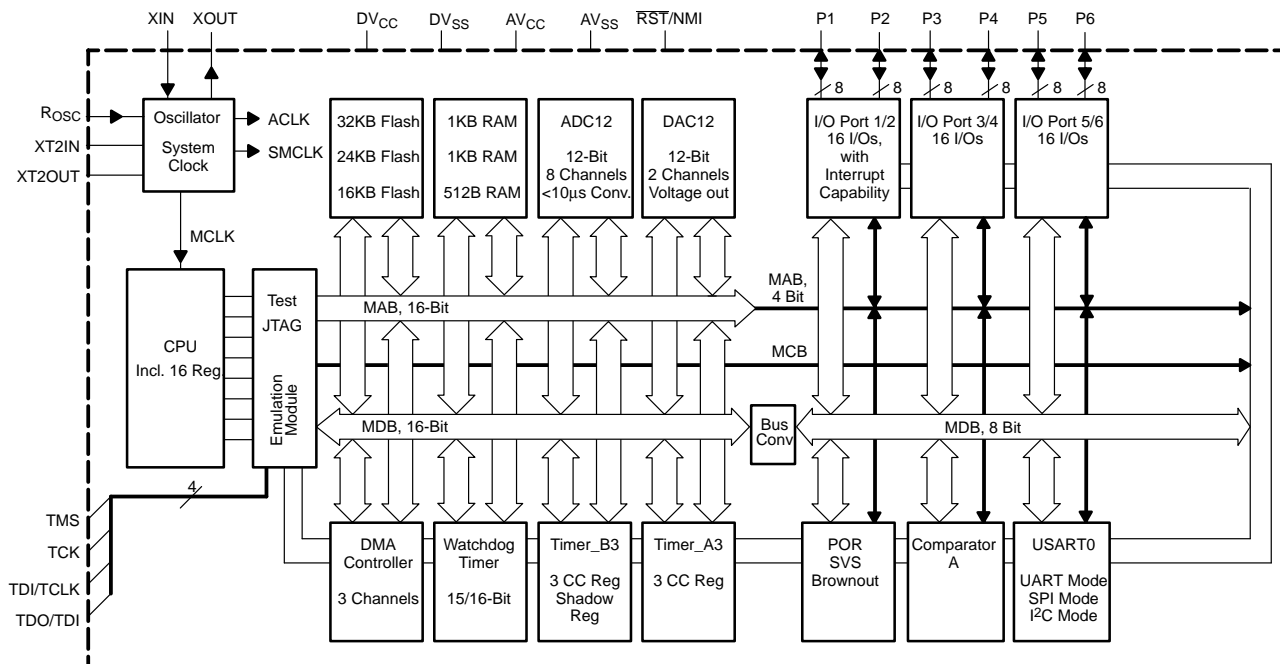 XIN
XOUT
DVCC
DVSS
AVCC
AVSS
RST/NMI
P1
P2
P3
P4
P5
P6
8
8
8
8
8
8
ROSC
XT2IN
XT2OUT
Oscillator
System
Clock
ACLK
SMCLK
MCLK
32KB Flash
24KB Flash
16KB Flash
1KB RAM
1KB RAM
512B RAM
ADC12
12-Bit
8 Channels
<10μs Conv.
DAC12
12-Bit
2 Channels
Voltage out
I/O Port 1/2
16 I/Os,
with
Interrupt
Capability
I/O Port 3/4
16 I/Os
I/O Port 5/6
16 I/Os
CPU
Incl. 16 Reg.
Test
JTAG
Emulation
Module
MAB, 16-Bit
MAB,
4 Bit
MCB
MDB, 16-Bit
Bus
Conv
MDB, 8 Bit
4
TMS
TCK
TDI/TCLK
TDO/TDI
DMA
Controller
3 Channels
Watchdog
Timer
15/16-Bit
Timer_B3
3 CC Reg
Shadow
Reg
Timer_A3
3 CC Reg
POR
SVS
Brownout
Comparator
A
USART0
UART Mode
SPI Mode
I²C Mode